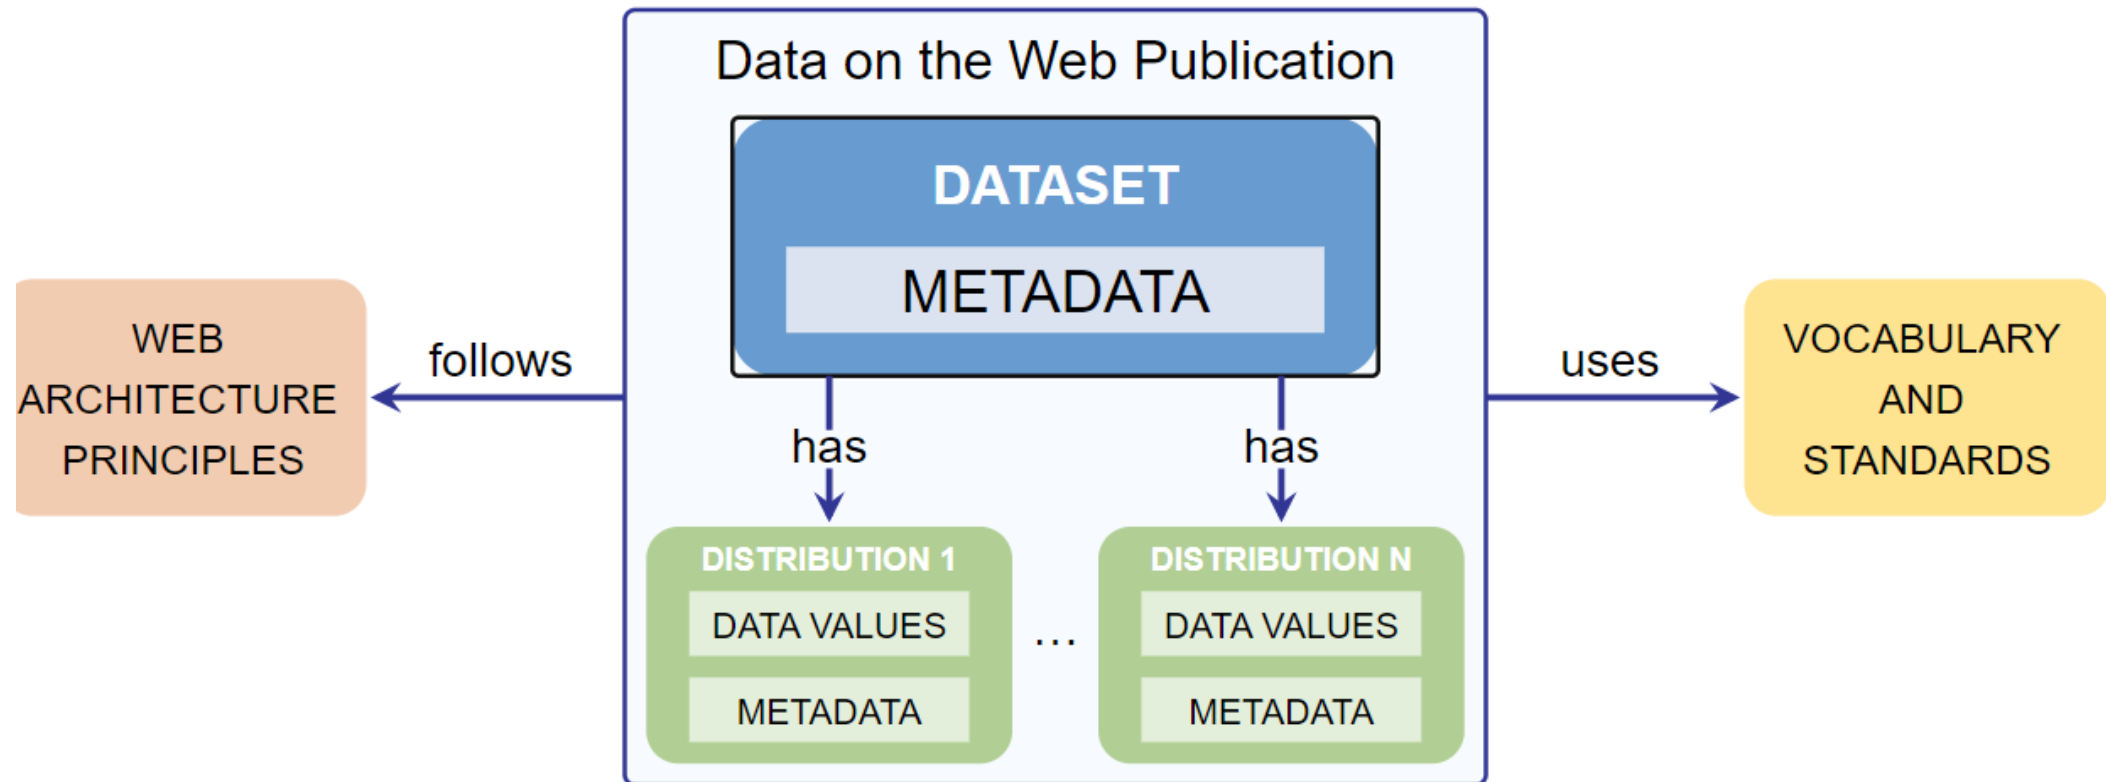 Data on the Web Publication
DATASET
METADATA
WEB
ARCHITECTURE
PRINCIPLES
follows
uses
VOCABULARY
AND
STANDARDS
has
has
DISTRIBUTION 1
DATA VALUES
METADATA
...
DISTRIBUTION N
DATA VALUES
METADATA